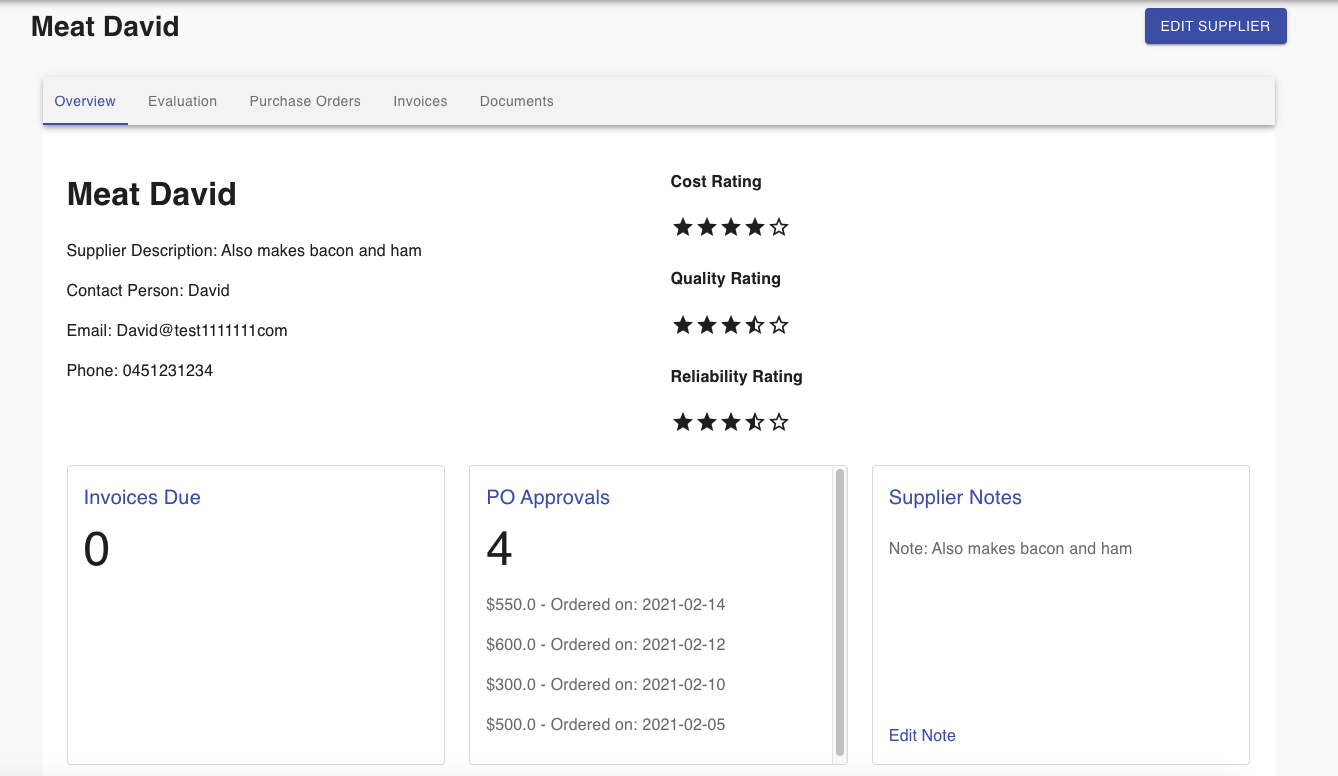 Meat David
EDIT SUPPLIER
Overview
Evaluation
Purchase Orders
Invoices
Documents
Meat David
Supplier Description: Also makes bacon and ham
Contact Person: David
Email: David@test1111111com
Phone: 0451231234
Cost Rating
Quality Rating
Reliability Rating
Invoices Due
0
PO Approvals
4
$550.0 - Ordered on: 2021-02-14
$600.0 - Ordered on: 2021-02-12
$300.0 - Ordered on: 2021-02-10
$500.0 - Ordered on: 2021-02-05
Supplier Notes
Note: Also makes bacon and ham
Edit Note